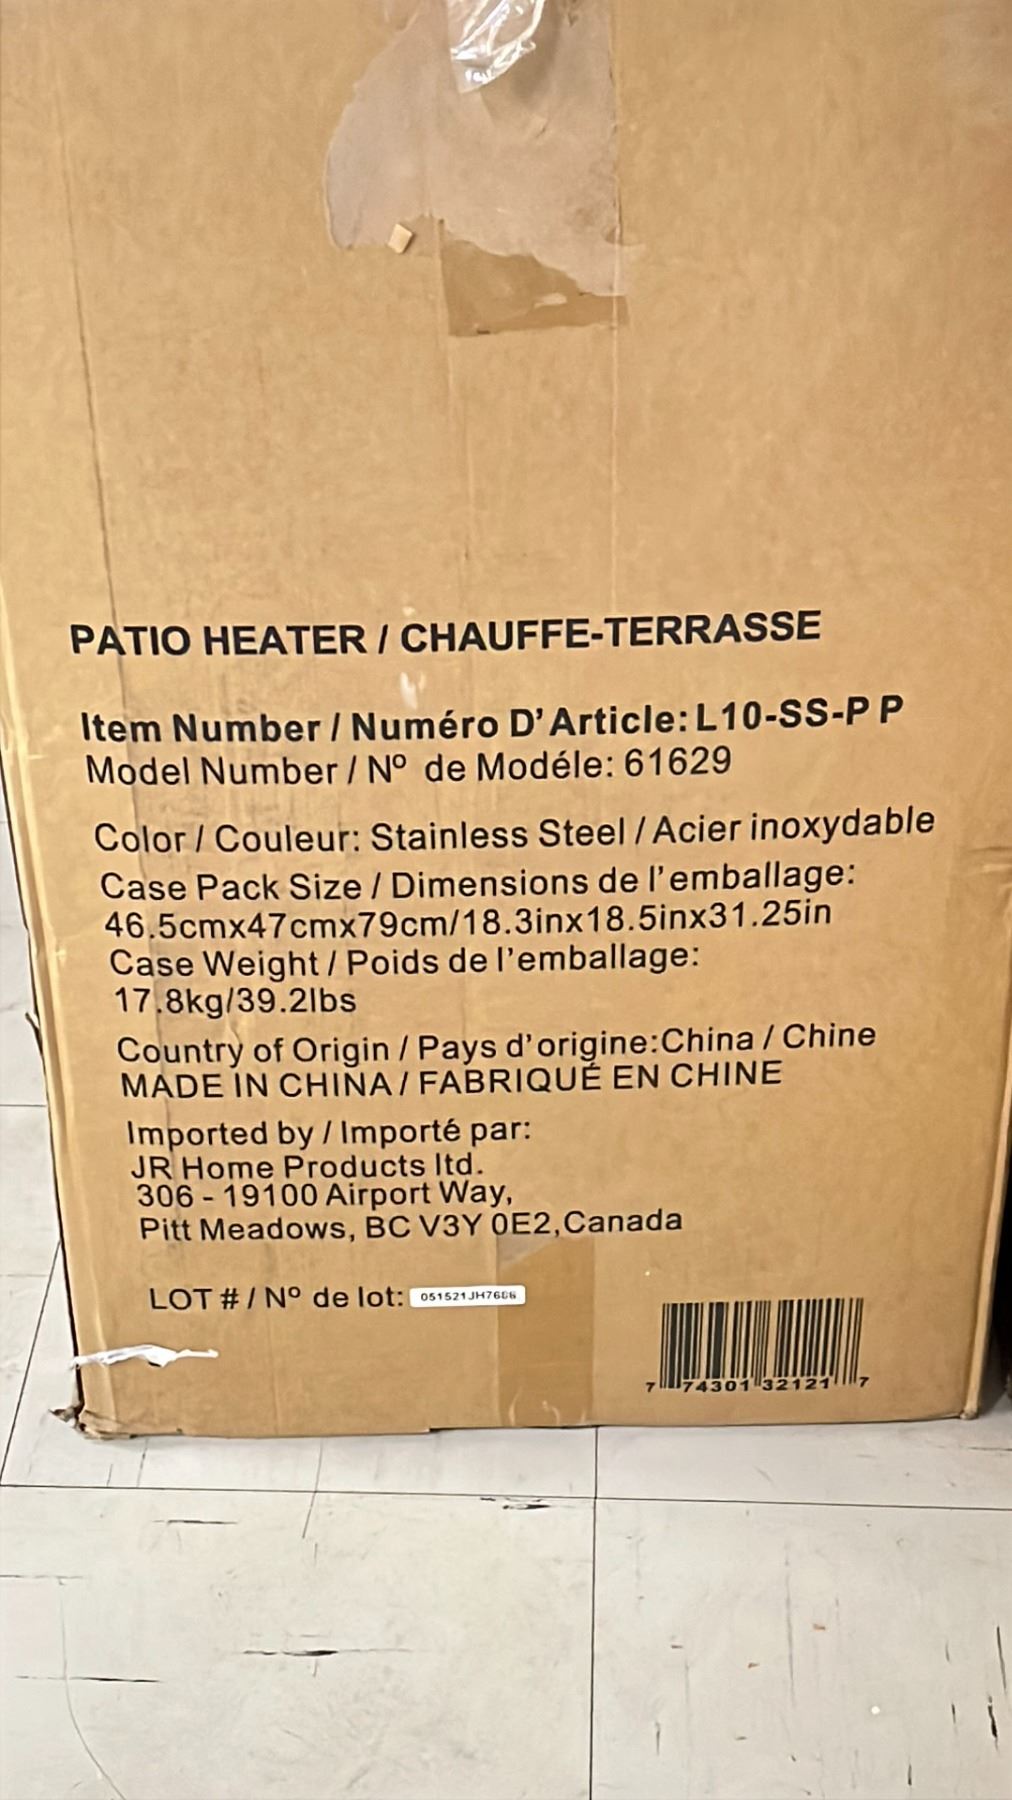 PATIO HEATER / CHAUFFE-TERRASSE
Item Number / Numéro D'Article: L10-SS-P P
Model Number / Nº de Modéle: 61629
Color / Couleur: Stainless Steel / Acier inoxydable
Case Pack Size / Dimensions de l'emballage:
46.5cmx47cmx79cm/18.3inx18.5inx31.25in
Case Weight / Poids de l'emballage:
17.8kg/39.2lbs
Country of Origin / Pays d'origine:China / Chine
MADE IN CHINA / FABRIQUÉ EN CHINE
Imported by / Importé par:
JR Home Products ltd.
306 - 19100 Airport Way,
Pitt Meadows, BC V3Y 0E2,Canada
LOT # / Nº de lot:
7 74301 32121 7